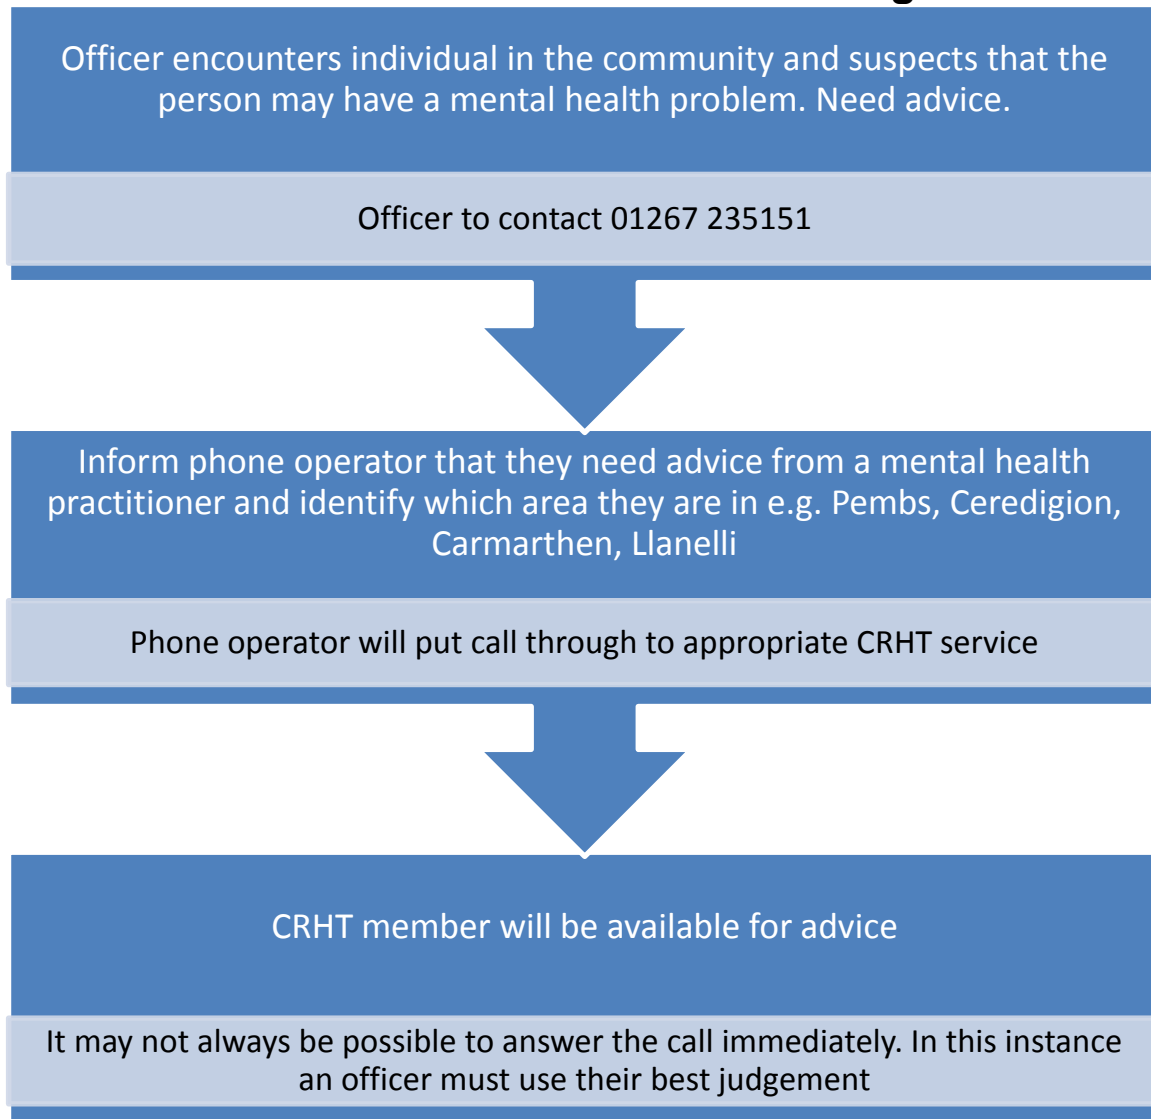 Officer encounters individual in the community and suspects that the
person may have a mental health problem. Need advice.
Officer to contact 01267 235151
Inform phone operator that they need advice from a mental health
practitioner and identify which area they are in e.g. Pembs, Ceredigion,
Carmarthen, Llanelli
Phone operator will put call through to appropriate CRHT service
CRHT member will be available for advice
It may not always be possible to answer the call immediately. In this instance
an officer must use their best judgement